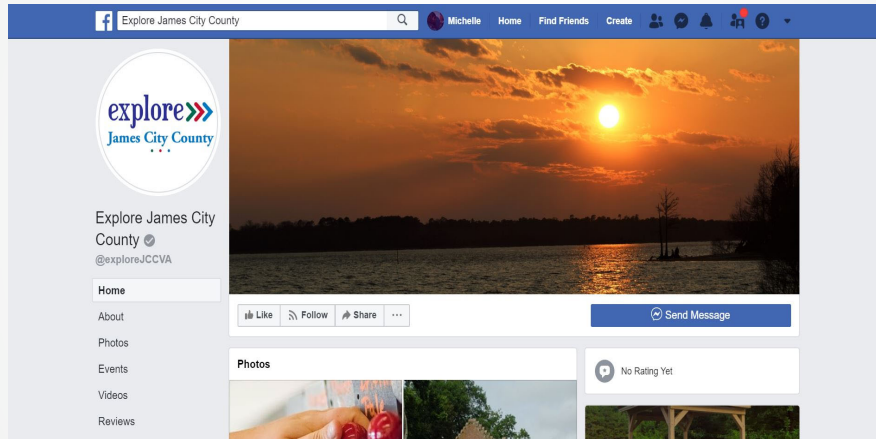 Explore James City County
Michelle Home Find Friends Create
explore
James City County
Explore James City
County
@exploreJCCVA
Home
About
Photos
Events
Videos
Reviews
Like Follow Share ...
Send Message
Photos
No Rating Yet